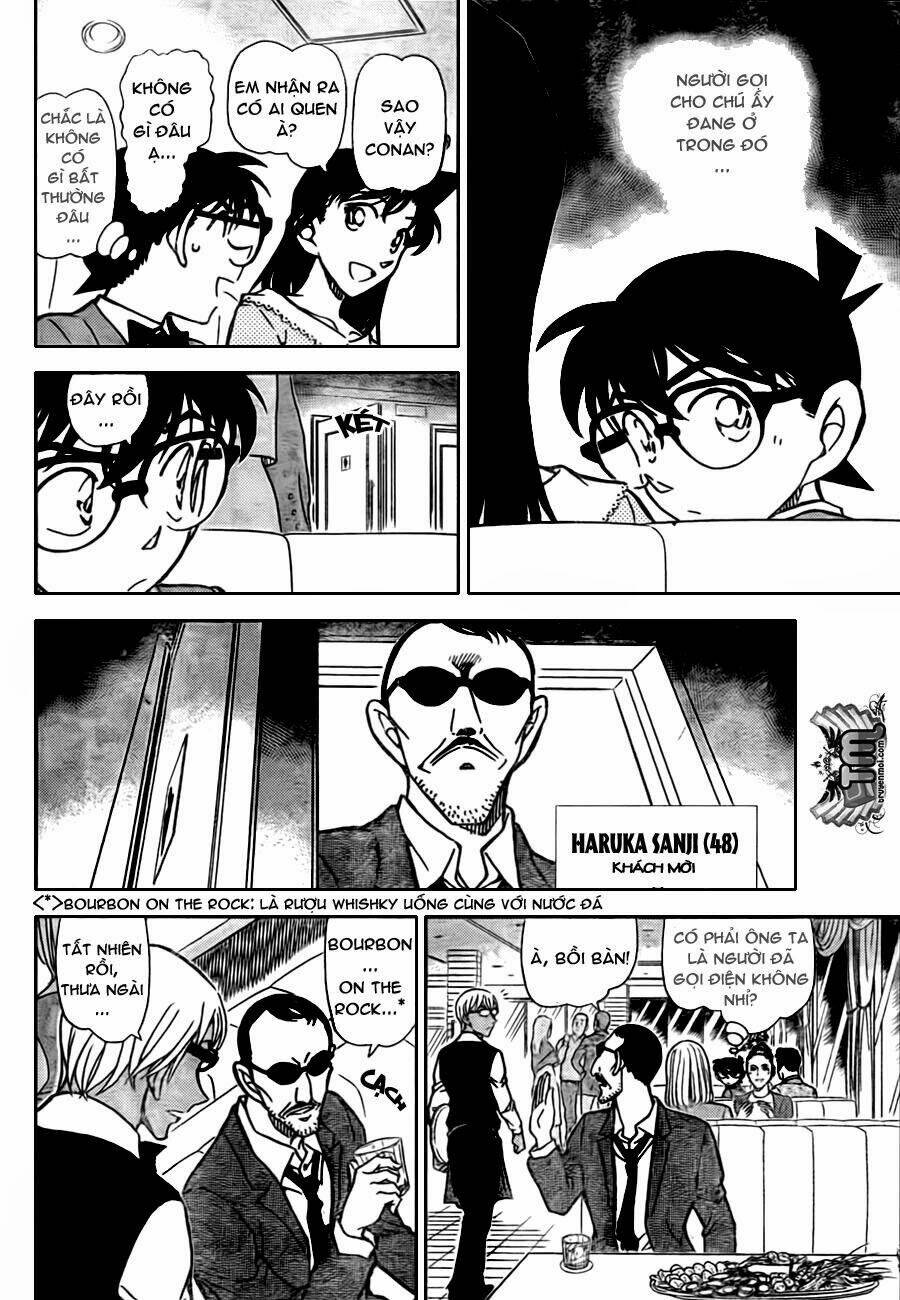 NGƯỜI GỌI
CHO CHÚ ẤY
ĐANG Ở
TRONG ĐÓ
...
SAO
VẬY
CONAN?
EM NHẬN RA
CÓ AI QUEN
À?
KHÔNG
CÓ
GÌ ĐÂU
Ạ...
CHẮC LÀ
KHÔNG
CÓ
GÌ BẤT
THƯỜNG
ĐÂU
...
KÉT
ĐÂY RỒI
...
HARUKA SANJI (48)
KHÁCH MỜI
TM
truyenmoi.com
<*>BOURBON ON THE ROCK: LÀ RƯỢU WHISHKY UỐNG CÙNG VỚI NƯỚC ĐÁ
CÓ PHẢI ÔNG TA
LÀ NGƯỜI ĐÃ
GỌI ĐIỆN KHÔNG
NHỈ?
À, BỒI BÀN!
BOURBON
...
ON THE
ROCK...*
CẠCH
TẤT NHIÊN
RỒI,
THƯA NGÀI
...